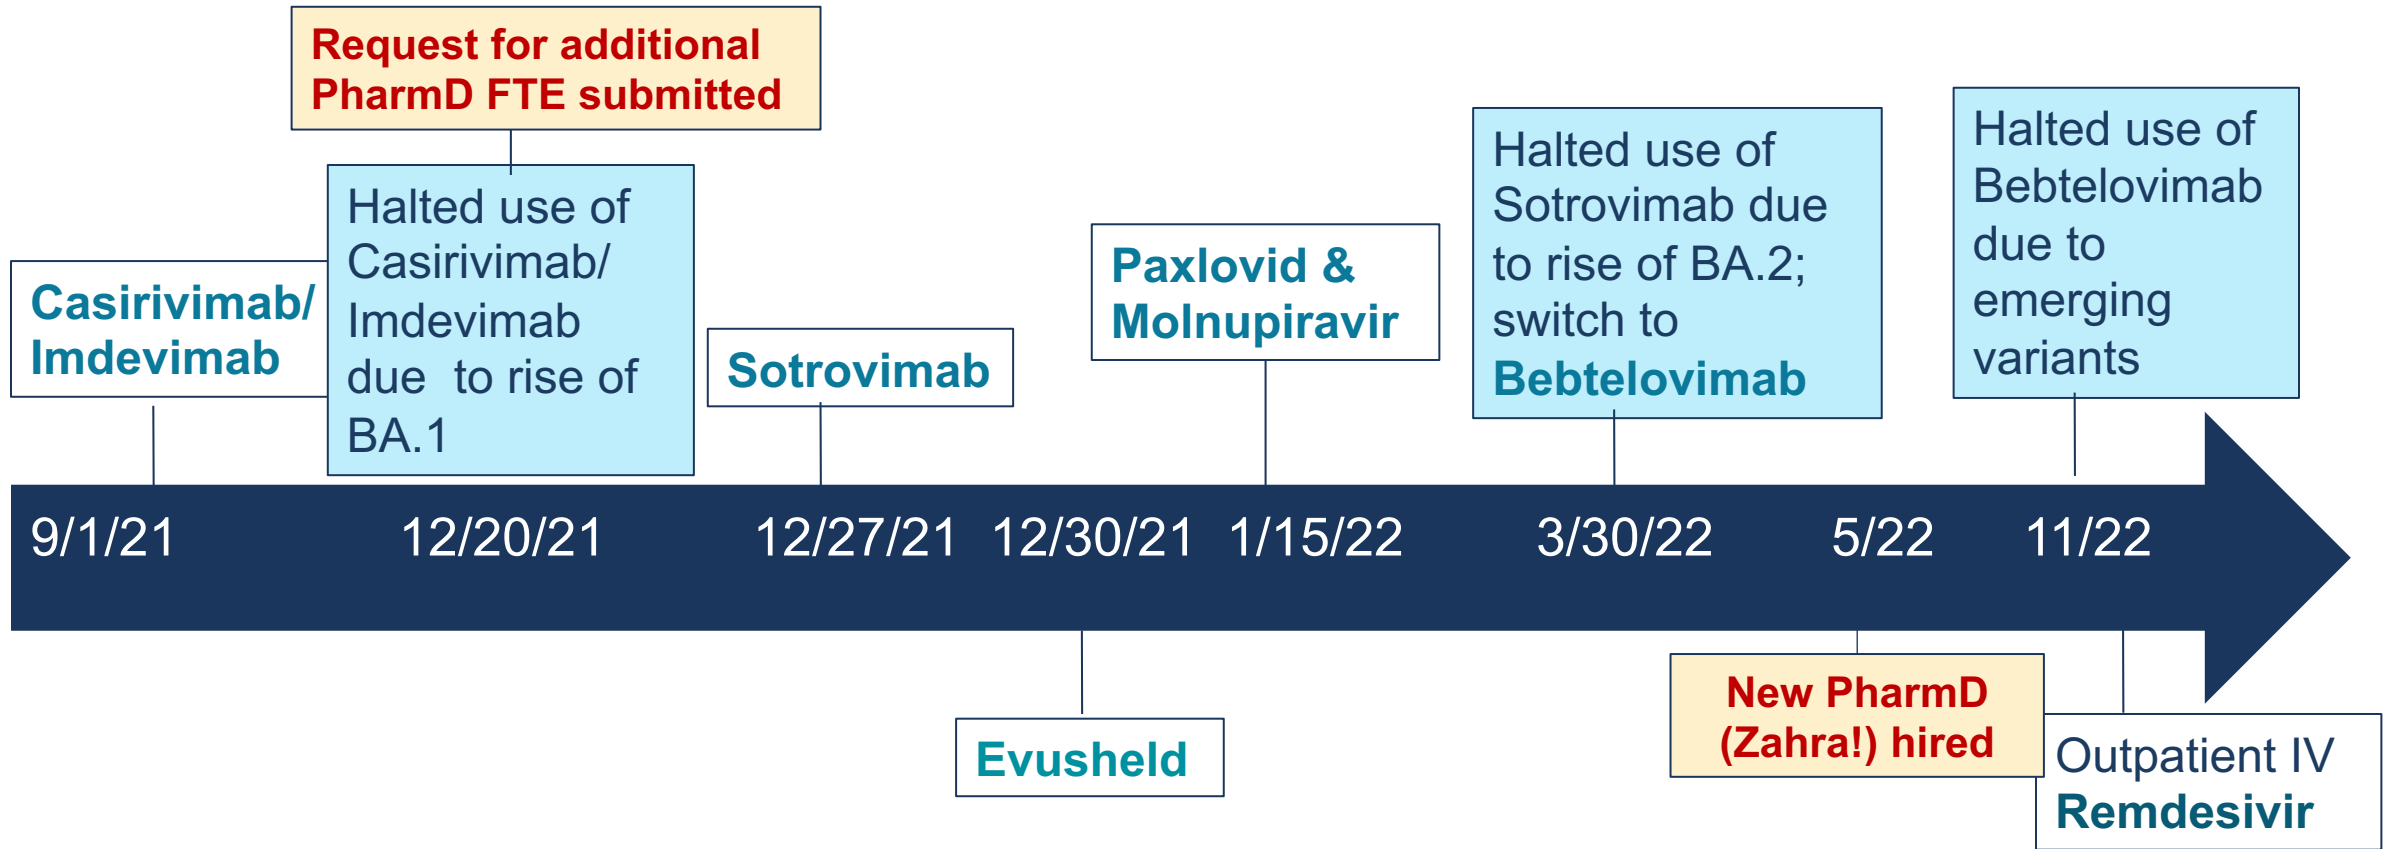 Request for additional
PharmD FTE submitted
Casirivimab/
Imdevimab
Halted use of
Casirivimab/
Imdevimab
due  to rise of
BA.1
Sotrovimab
Paxlovid &
Molnupiravir
Halted use of
Sotrovimab due
to rise of BA.2;
switch to
Bebtelovimab
Halted use of
Bebtelovimab
due to
emerging
variants
9/1/21
12/20/21
12/27/21
12/30/21
1/15/22
3/30/22
5/22
11/22
Evusheld
New PharmD
(Zahra!) hired
Outpatient IV
Remdesivir